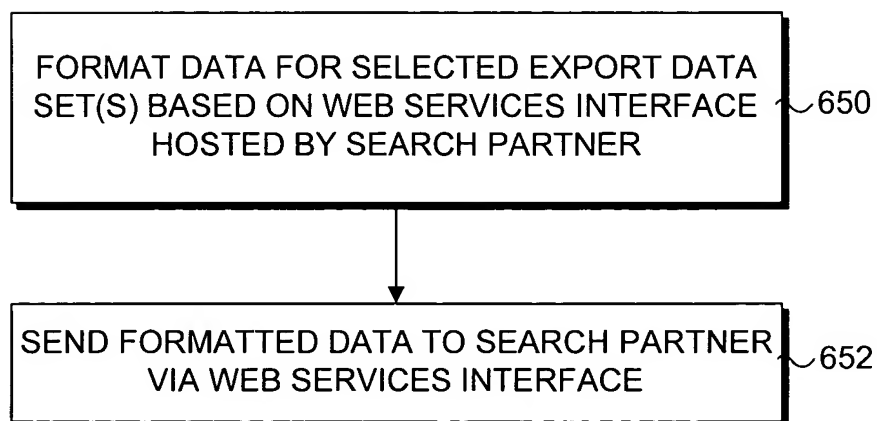 FORMAT DATA FOR SELECTED EXPORT DATA
SET(S) BASED ON WEB SERVICES INTERFACE
HOSTED BY SEARCH PARTNER
650
SEND FORMATTED DATA TO SEARCH PARTNER
VIA WEB SERVICES INTERFACE
652